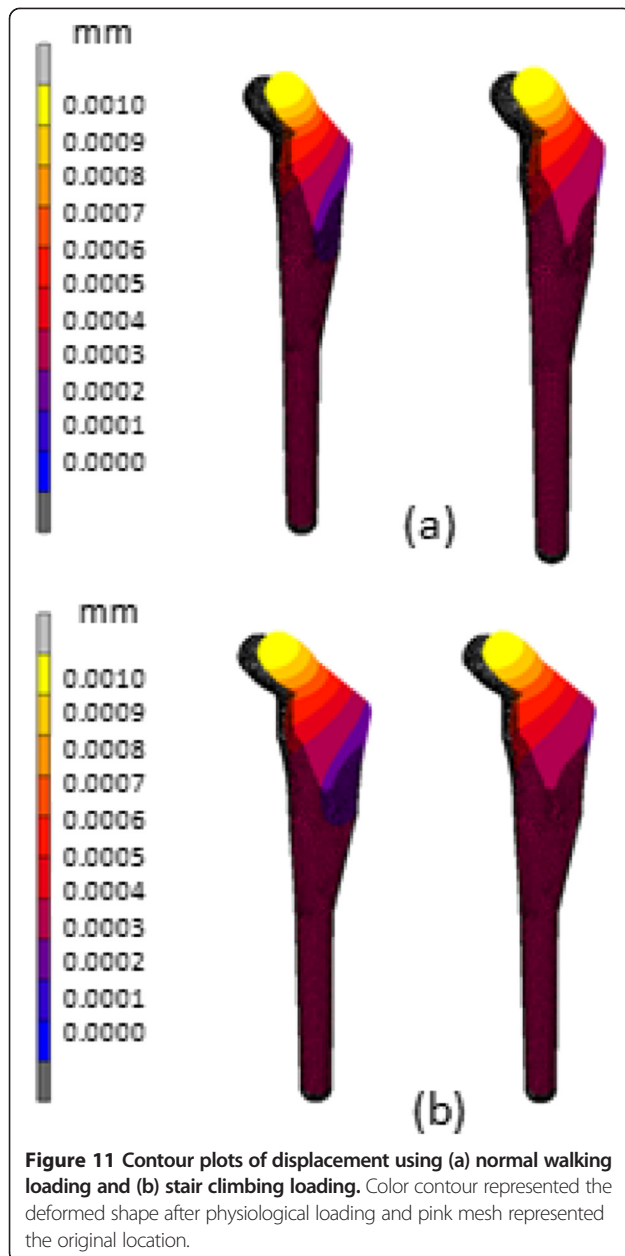 mm
0.0010
0.0009
0.0008
0.0007
0.0006
0.0005
0.0004
0.0003
0.0002
0.0001
0.0000
(a)
mm
0.0010
0.0009
0.0008
0.0007
0.0006
0.0005
0.0004
0.0003
0.0002
0.0001
0.0000
(b)
Figure 11 Contour plots of displacement using (a) normal walking
loading and (b) stair climbing loading. Color contour represented the
deformed shape after physiological loading and pink mesh represented
the original location.